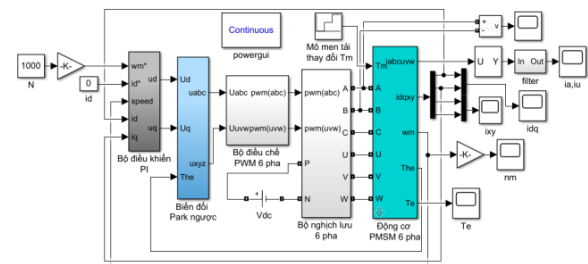 Continuous
powergui
Mô men tải
thay đổi Tm
1000
N
-K-
0
id
wm*
id*
speed
id
iq
ud
uq
Bộ điều khiển
PI
Ud
Uq
The
uabc
uxyz
Biến đổi
Park ngược
Uabc pwm(abc)
Uuvwpwm(uvw)
Bộ điều chế
PWM 6 pha
+
Vdc
pwm(abc)
pwm(uvw)
P
N
A
B
C
U
V
W
Bộ nghịch lưu
6 pha
Tm
A
B
C
U
V
W
iabcuvw
idqxy
wm
The
Te
Động cơ
PMSM 6 pha
+
-
v
U Y
In Out
filter
ia,iu
ixy
idq
-K-
nm
Te